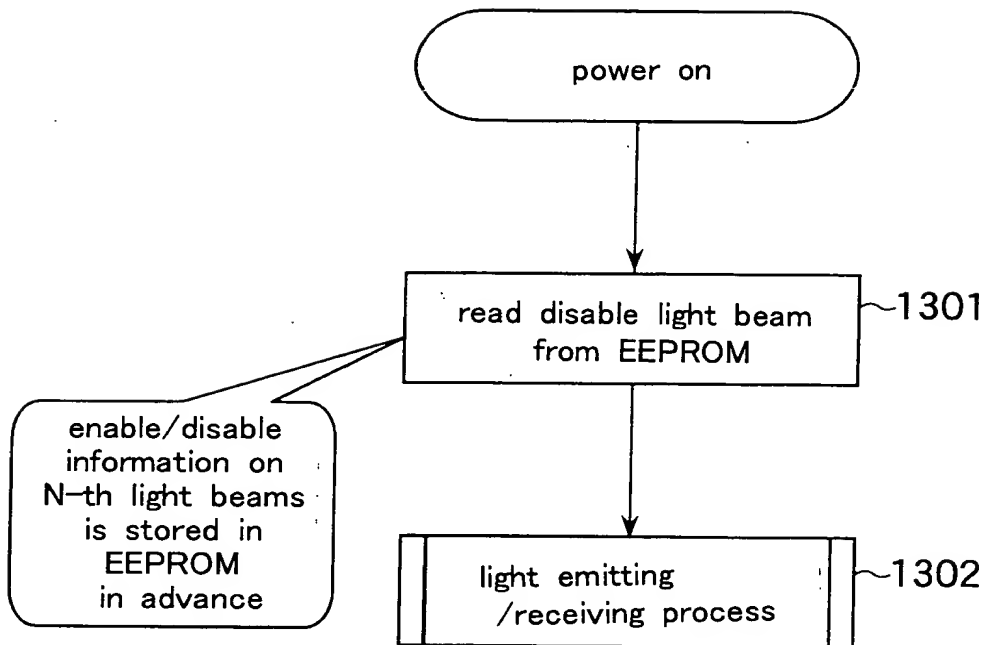 power on
read disable light beam
from EEPROM
1301
enable/disable
information on
N-th light beams
is stored in
EEPROM
in advance
light emitting
/receiving process
1302